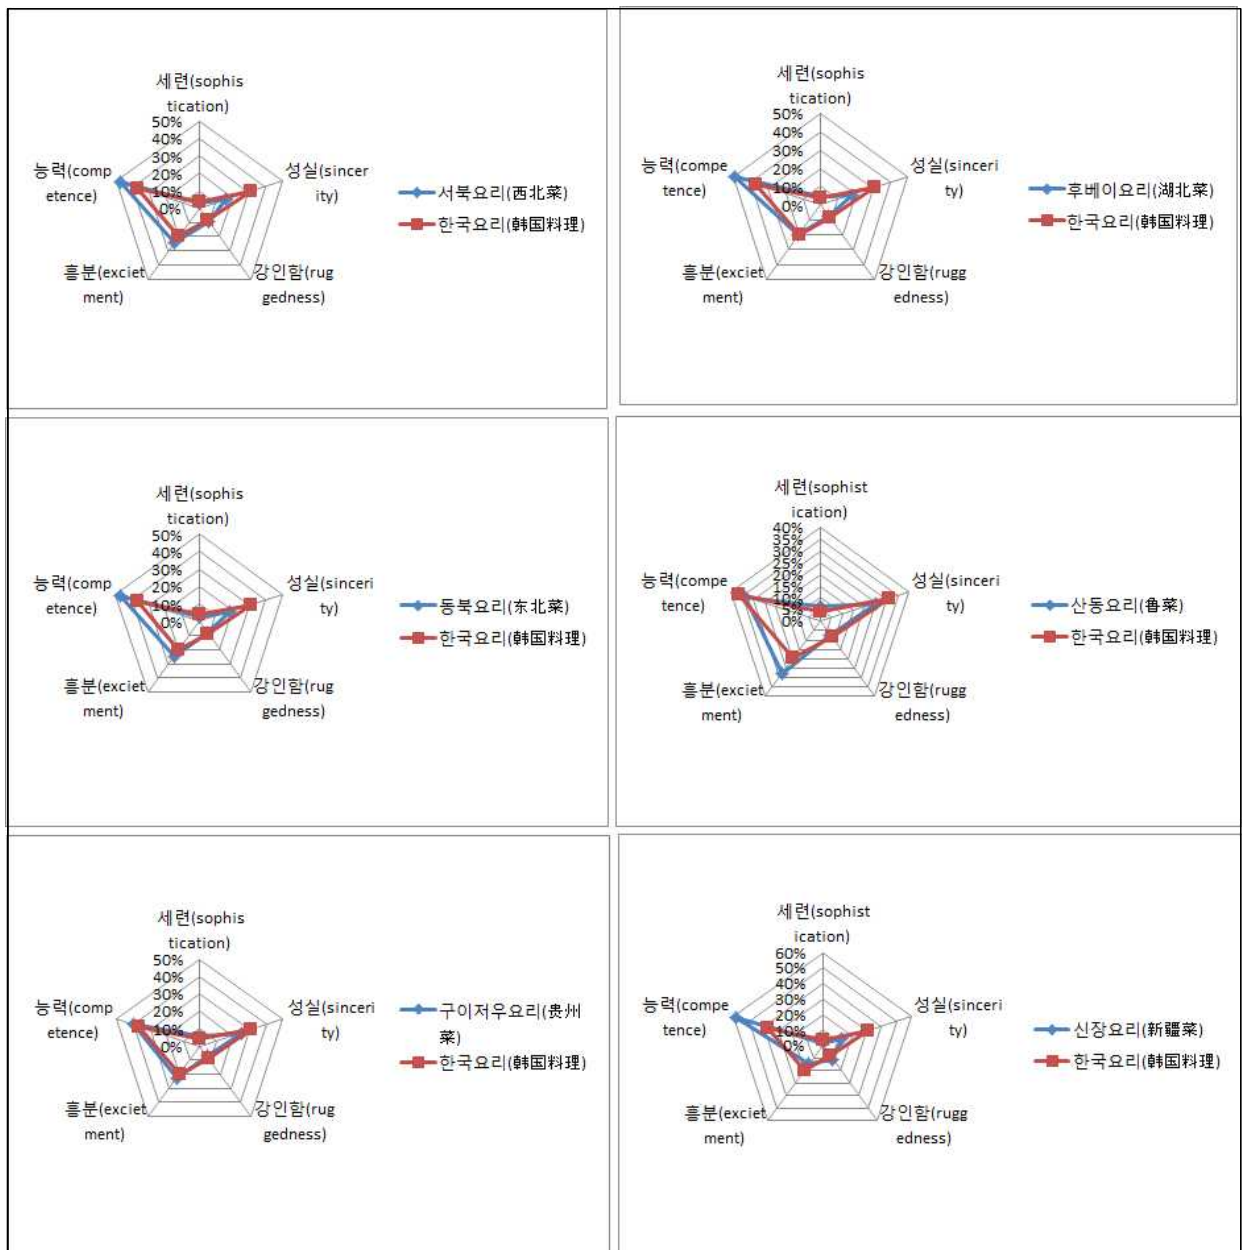 세련(sophis
tication)
50%
40%
30%
20%
10%
0%
능력(comp
etence)
성실(sincer
ity)
흥분(exciet
ment)
강인함(rug
gedness)
서북요리(西北菜)
한국요리(韩国料理)
세련(sophis
tication)
50%
40%
30%
20%
10%
0%
능력(compe
tence)
성실(sinceri
ty)
흥분(exciet
ment)
강인함(rugg
edness)
후베이요리(湖北菜)
한국요리(韩国料理)
세련(sophis
tication)
50%
40%
30%
20%
10%
0%
능력(comp
etence)
성실(sinceri
ty)
흥분(exciet
ment)
강인함(rug
gedness)
동북요리(东北菜)
한국요리(韩国料理)
세련(sophist
ication)
40%
35%
30%
25%
20%
15%
10%
5%
0%
능력(compe
tence)
성실(sinceri
ty)
흥분(exciet
ment)
강인함(rugg
edness)
산동요리(鲁菜)
한국요리(韩国料理)
세련(sophis
tication)
50%
40%
30%
20%
10%
0%
능력(comp
etence)
성실(sinceri
ty)
흥분(exciet
ment)
강인함(rug
gedness)
구이저우요리(贵州
菜)
한국요리(韩国料理)
세련(sophist
ication)
60%
50%
40%
30%
20%
10%
0%
능력(compe
tence)
성실(sinceri
ty)
흥분(exciet
ment)
강인함(rugg
edness)
신장요리(新疆菜)
한국요리(韩国料理)